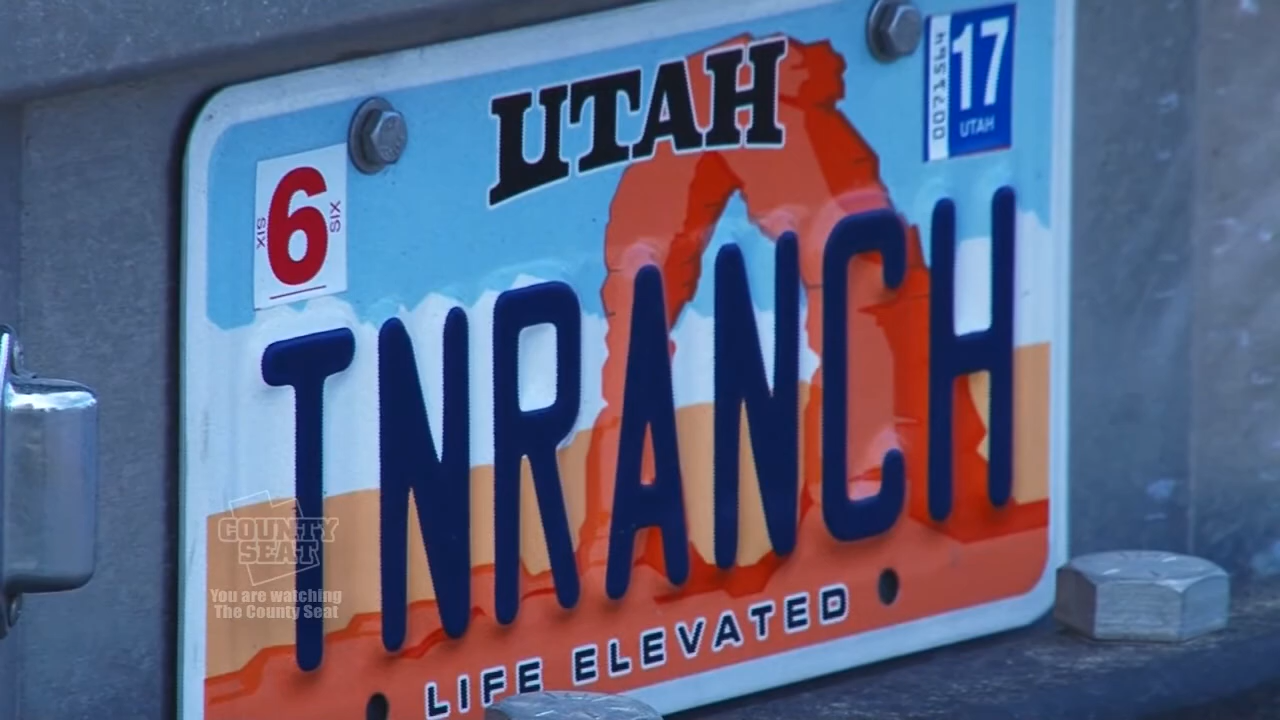 UTAH
0071564
17
UTAH
6
SIX
SIX
TNRANCH
COUNTY
SEAT
You are watching
The County Seat
LIFE ELEVATED